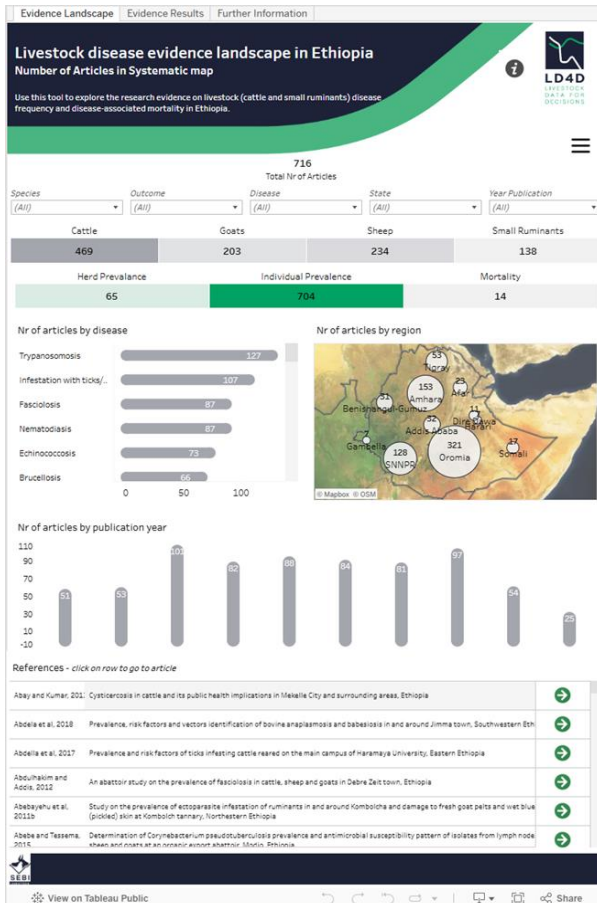 Evidence Landscape Evidence Results Further Information
Livestock disease evidence landscape in Ethiopia
Number of Articles in Systematic map
Use this tool to explore the research evidence on livestock (cattle and small ruminants) disease
frequency and disease-associated mortality in Ethiopia.
i
LD4D
LIVESTOCK
DATA FOR
DECISIONS
716
Total Nr of Articles
Species Outcome Disease State Year Publication
(All) (All) (All) (All) (All)
Cattle Goats Sheep Small Ruminants
469 203 234 138
Herd Prevalance Individual Prevalence Mortality
65 704 14
Nr of articles by disease
Trypanosomosis 127
Infestation with ticks/.. 107
Fasciolosis 87
Nematodiasis 87
Echinococcosis 73
Brucellosis 66
0 50 100
Nr of articles by region
53
Tigray
153
Amhara
23
Afar
31
Benishangul-Gumuz
11
Dire Dawa
Harari
32
Addis Ababa
7
Gambella
321
Oromia
17
Somali
128
SNNPR
© Mapbox © OSM
Nr of articles by publication year
110
90
70
50
30
10
-10
51 53 101 82 88 84 81 97 54 25
References - click on row to go to article
Abay and Kumar, 201 Cysticercosis in cattle and its public health implications in Mekelle City and surrounding areas, Ethiopia
Abdela et al, 2018 Prevalence, risk factors and vectors identification of bovine anaplasmosis and babesiosis in and around Jimma town, Southwestern Eth
Abdella et al, 2017 Prevalence and risk factors of ticks infesting cattle reared on the main campus of Haramaya University, Eastern Ethiopia
Abdulhakim and
Addis, 2012
An abattoir study on the prevalence of fasciolosis in cattle, sheep and goats in Debre Zeit town, Ethiopia
Abebayehu et al,
2011b
Study on the prevalence of ectoparasite infestation of ruminants in and around Kombolcha and damage to fresh goat pelts and wet blue
(pickled) skin at Kombolch tannary, Northeastern Ethiopia
Abebe and Tessema,
2015
Determination of Corynebacterium pseudotuberculosis prevalence and antimicrobial susceptibility pattern of isolates from lymph node
sheep and goats at an organic export abattoir, Modjo, Ethiopia
SEBI
View on Tableau Public
Share